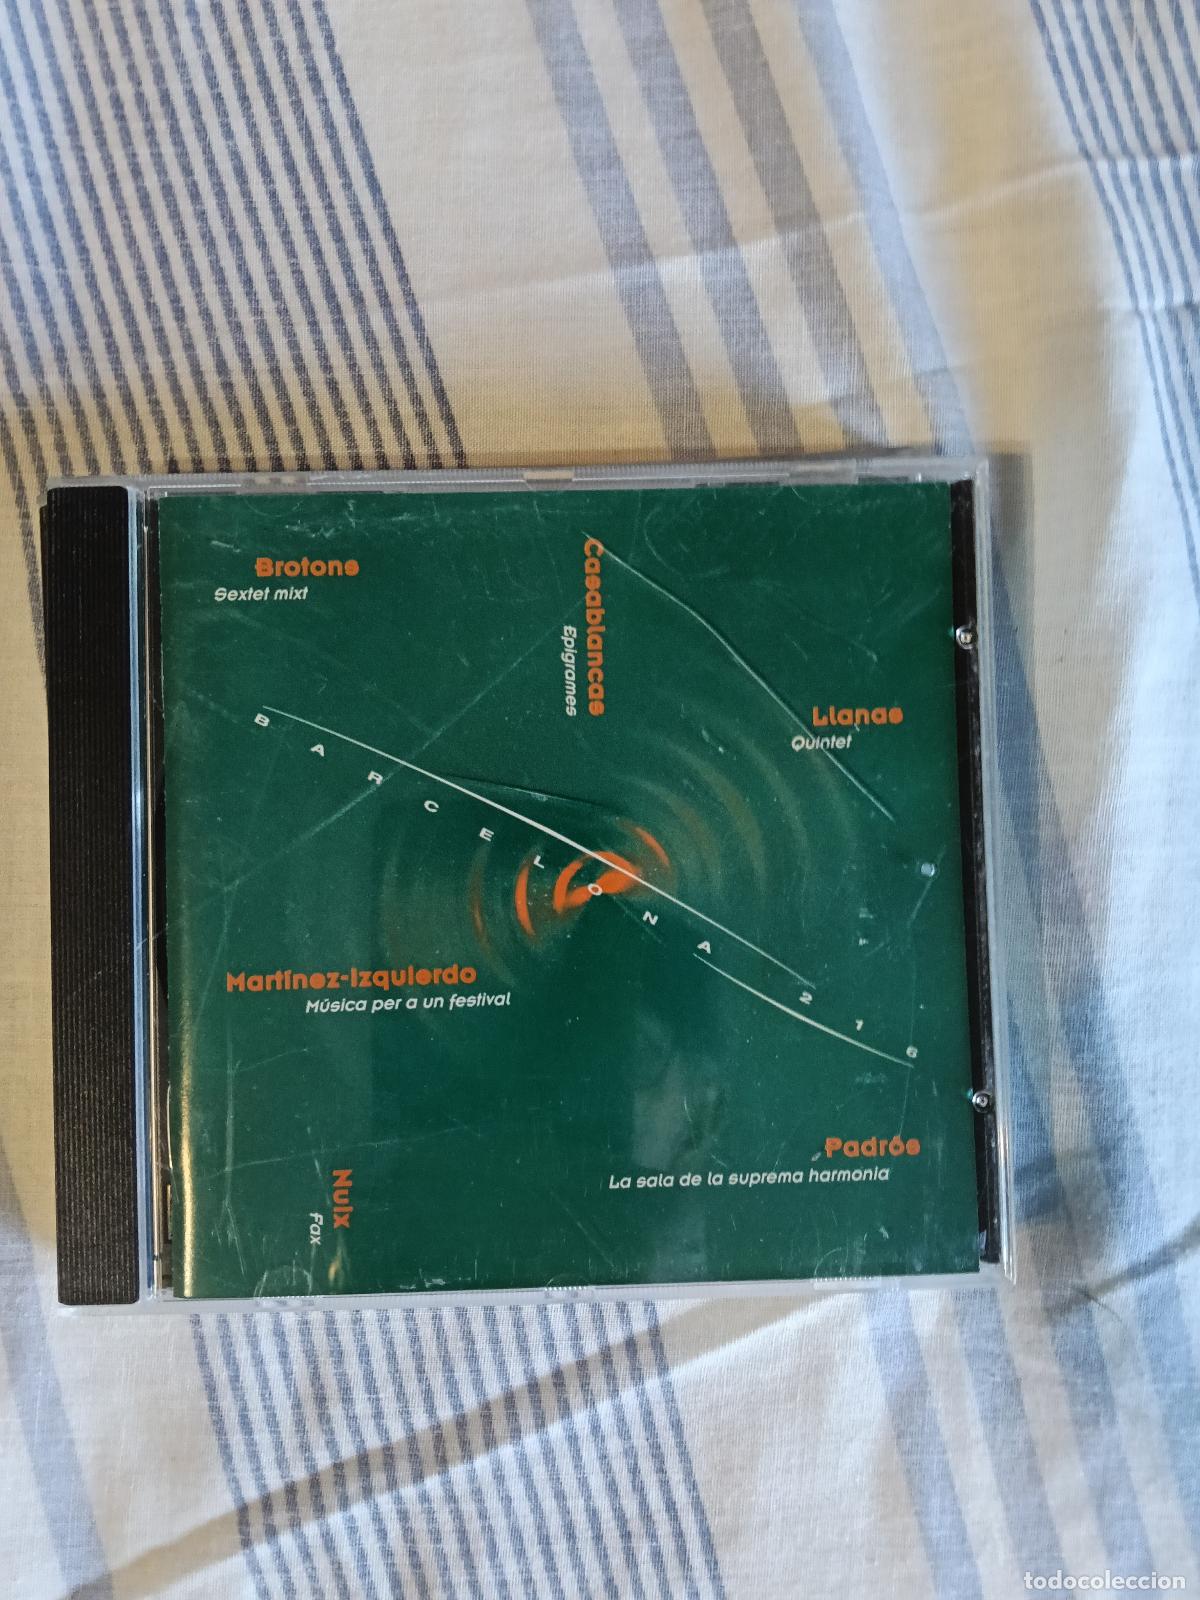 Brotons
Sextet mixt
Casablancas
Epigrames
Llanas
Quintet
BARCELONA 216
Martínez-Izquierdo
Música per a un festival
Padrós
La sala de la suprema harmonia
Nuix
Fax
todocoleccion